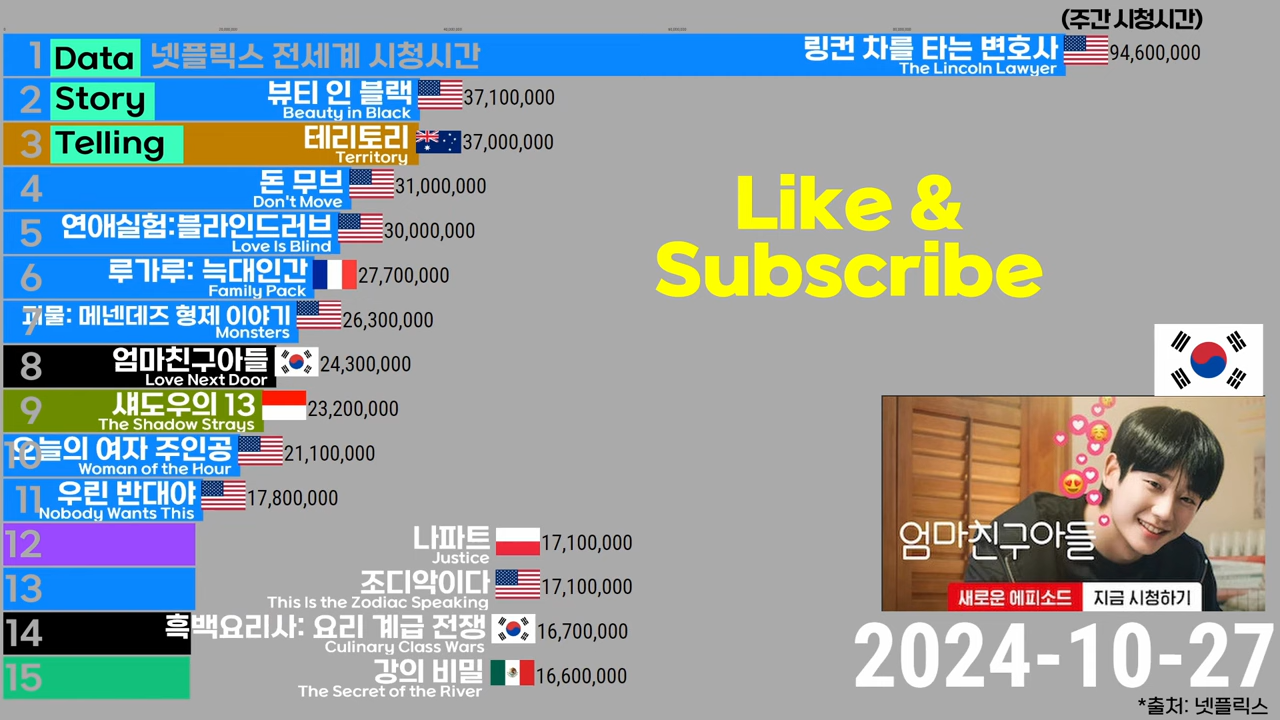 (주간 시청시간)
1 Data 넷플릭스 전세계 시청시간 링컨 차를 타는 변호사 94,600,000
The Lincoln Lawyer
2 Story 뷰티 인 블랙 37,100,000
Beauty in Black
3 Telling 테리토리 37,000,000
Territory
4 돈 무브 31,000,000
Don't Move
5 연애실험:블라인드러브 30,000,000
Love Is Blind
6 루가루: 늑대인간 27,700,000
Family Pack
7 괴물: 메넨데즈 형제 이야기 26,300,000
Monsters
8 엄마친구아들 24,300,000
Love Next Door
9 섀도우의 13 23,200,000
The Shadow Strays
10 오늘의 여자 주인공 21,100,000
Woman of the Hour
11 우린 반대야 17,800,000
Nobody Wants This
12 나파트 17,100,000
Justice
13 조디악이다 17,100,000
This Is the Zodiac Speaking
14 흑백요리사: 요리 계급 전쟁 16,700,000
Culinary Class Wars
15 강의 비밀 16,600,000
The Secret of the River
Like &
Subscribe
엄마친구아들
새로운 에피소드 지금 시청하기
2024-10-27
*출처: 넷플릭스